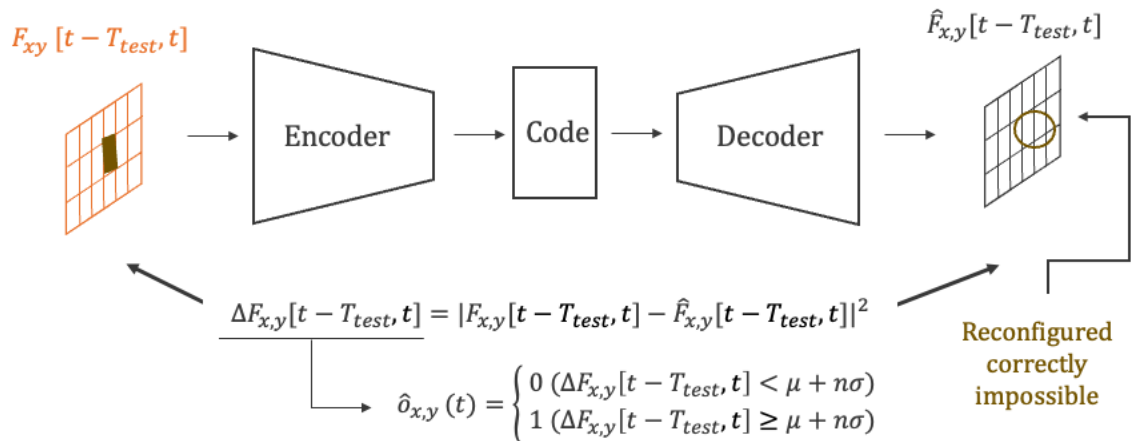 F_{xy} [t − T_{test}, t]
F̂_{x,y}[t − T_{test}, t]
Encoder
Code
Decoder
ΔF_{x,y}[t − T_{test}, t] = |F_{x,y}[t − T_{test}, t] − F̂_{x,y}[t − T_{test}, t]|²
Reconfigured
correctly
impossible
ô_{x,y} (t) = { 0 (ΔF_{x,y}[t − T_{test}, t] < μ + nσ)
1 (ΔF_{x,y}[t − T_{test}, t] ≥ μ + nσ)